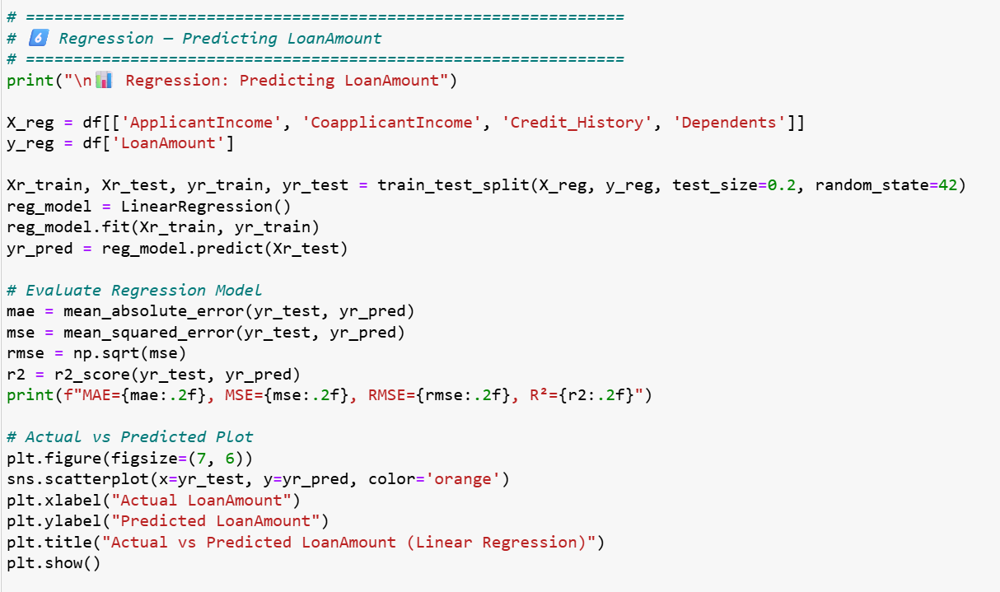 # ===============================================================
# 6️⃣ Regression — Predicting LoanAmount
# ===============================================================
print("\n📊 Regression: Predicting LoanAmount")
X_reg = df[['ApplicantIncome', 'CoapplicantIncome', 'Credit_History', 'Dependents']]
y_reg = df['LoanAmount']
Xr_train, Xr_test, yr_train, yr_test = train_test_split(X_reg, y_reg, test_size=0.2, random_state=42)
reg_model = LinearRegression()
reg_model.fit(Xr_train, yr_train)
yr_pred = reg_model.predict(Xr_test)
# Evaluate Regression Model
mae = mean_absolute_error(yr_test, yr_pred)
mse = mean_squared_error(yr_test, yr_pred)
rmse = np.sqrt(mse)
r2 = r2_score(yr_test, yr_pred)
print(f"MAE={mae:.2f}, MSE={mse:.2f}, RMSE={rmse:.2f}, R²={r2:.2f}")
# Actual vs Predicted Plot
plt.figure(figsize=(7, 6))
sns.scatterplot(x=yr_test, y=yr_pred, color='orange')
plt.xlabel("Actual LoanAmount")
plt.ylabel("Predicted LoanAmount")
plt.title("Actual vs Predicted LoanAmount (Linear Regression)")
plt.show()